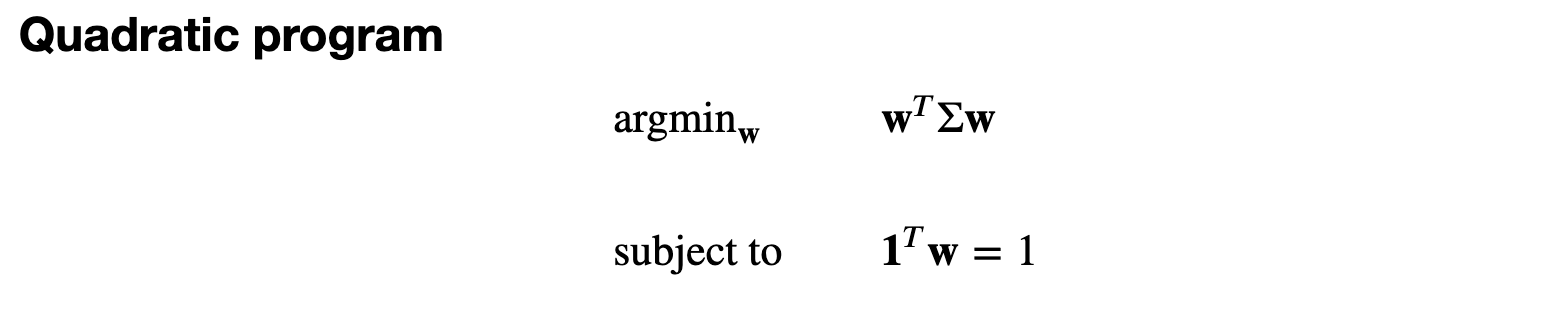 Quadratic program
argmin_𝐰 𝐰^T Σ𝐰
subject to 𝟏^T 𝐰 = 1